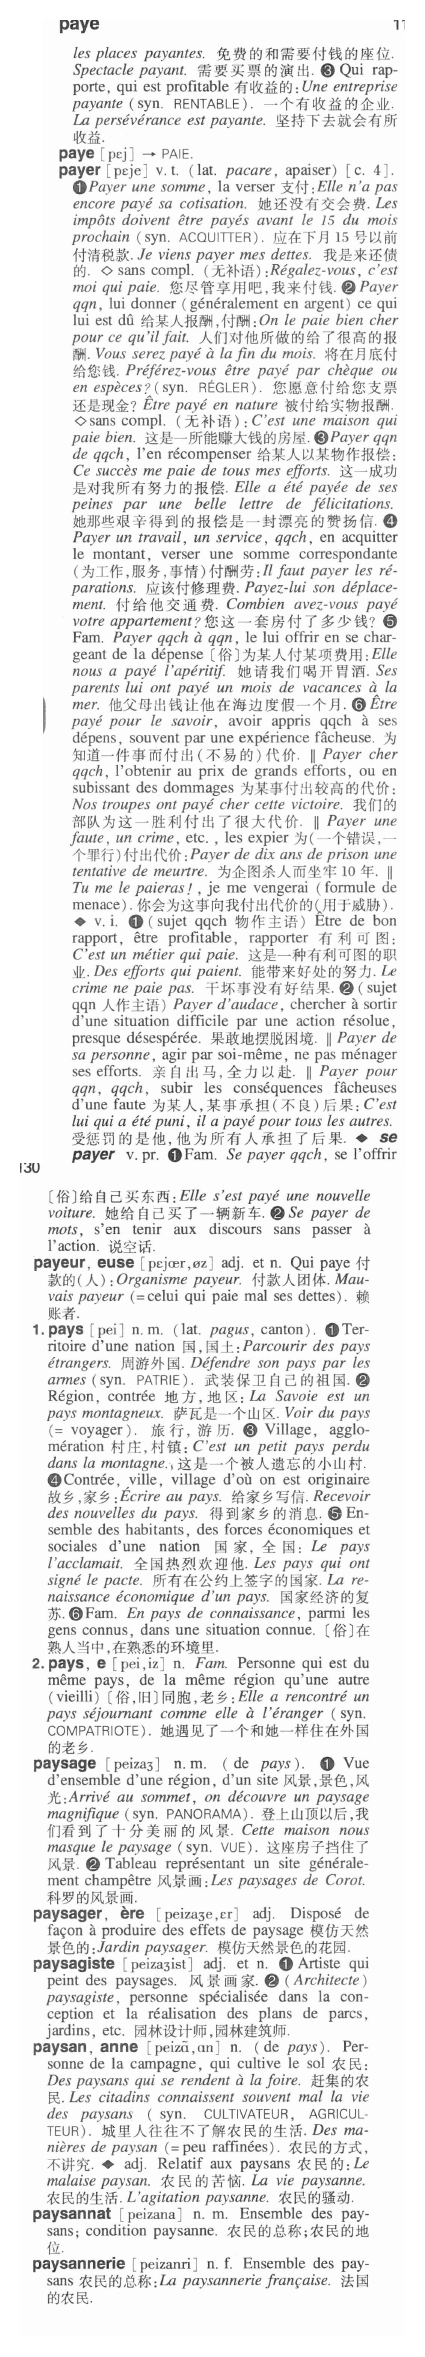 paye
11
les places payantes. 免费的和需要付钱的座位.
Spectacle payant. 需要买票的演出. ❸ Qui rap-
porte, qui est profitable 有收益的:Une entreprise
payante (syn. RENTABLE). 一个有收益的企业.
La persévérance est payante. 坚持下去就会有所
收益.
paye [pɛj] → PAIE.
payer [pɛje] v. t. (lat. pacare, apaiser) [c. 4].
❶Payer une somme, la verser 支付:Elle n'a pas
encore payé sa cotisation. 她还没有交会费. Les
impôts doivent être payés avant le 15 du mois
prochain (syn. ACQUITTER). 应在下月 15 号以前
付清税款. Je viens payer mes dettes. 我是来还债
的. ◇ sans compl. (无补语):Régalez-vous, c'est
moi qui paie. 您尽管享用吧,我来付钱. ❷ Payer
qqn, lui donner (généralement en argent) ce qui
lui est dû 给某人报酬,付酬:On le paie bien cher
pour ce qu'il fait. 人们对他所做的给了很高的报
酬. Vous serez payé à la fin du mois. 将在月底付
给您钱. Préférez-vous être payé par chèque ou
en espèces? (syn. RÉGLER). 您愿意付给您支票
还是现金? Être payé en nature 被付给实物报酬.
◇sans compl. (无补语): C'est une maison qui
paie bien. 这是一所能赚大钱的房屋. ❸Payer qqn
de qqch, l'en récompenser 给某人以某物作报偿:
Ce succès me paie de tous mes efforts. 这一成功
是对我所有努力的报偿. Elle a été payée de ses
peines par une belle lettre de félicitations.
她那些艰辛得到的报偿是一封漂亮的赞扬信. ❹
Payer un travail, un service, qqch, en acquitter
le montant, verser une somme correspondante
(为工作,服务,事情)付酬劳:Il faut payer les ré-
parations. 应该付修理费. Payez-lui son déplace-
ment. 付给他交通费. Combien avez-vous payé
votre appartement? 您这一套房付了多少钱? ❺
Fam. Payer qqch à qqn, le lui offrir en se char-
geant de la dépense [俗]为某人付某项费用:Elle
nous a payé l'apéritif. 她请我们喝开胃酒. Ses
parents lui ont payé un mois de vacances à la
mer. 他父母出钱让他在海边度假一个月. ❻ Être
payé pour le savoir, avoir appris qqch à ses
dépens, souvent par une expérience fâcheuse. 为
知道一件事而付出(不易的)代价. ‖ Payer cher
qqch, l'obtenir au prix de grands efforts, ou en
subissant des dommages 为某事付出较高的代价:
Nos troupes ont payé cher cette victoire. 我们的
部队为这一胜利付出了很大代价. ‖ Payer une
faute, un crime, etc., les expier 为(一个错误,一
个罪行)付出代价:Payer de dix ans de prison une
tentative de meurtre. 为企图杀人而坐牢 10 年. ‖
Tu me le paieras!, je me vengerai (formule de
menace). 你会为这事向我付出代价的(用于威胁).
◆ v. i. ❶ (sujet qqch 物作主语) Être de bon
rapport, être profitable, rapporter 有利可图:
C'est un métier qui paie. 这是一种有利可图的职
业. Des efforts qui paient. 能带来好处的努力. Le
crime ne paie pas. 干坏事没有好结果. ❷ (sujet
qqn 人作主语) Payer d'audace, chercher à sortir
d'une situation difficile par une action résolue,
presque désespérée. 果敢地摆脱困境. ‖ Payer de
sa personne, agir par soi-même, ne pas ménager
ses efforts. 亲自出马,全力以赴. ‖ Payer pour
qqn, qqch, subir les conséquences fâcheuses
d'une faute 为某人,某事承担(不良)后果:C'est
lui qui a été puni, il a payé pour tous les autres.
受惩罚的是他,他为所有人承担了后果. ◆ se
payer v. pr. ❶Fam. Se payer qqch, se l'offrir
130
[俗]给自己买东西:Elle s'est payé une nouvelle
voiture. 她给自己买了一辆新车. ❷ Se payer de
mots, s'en tenir aux discours sans passer à
l'action. 说空话.
payeur, euse [pɛjœr,øz] adj. et n. Qui paye 付
款的(人):Organisme payeur. 付款人团体. Mau-
vais payeur (=celui qui paie mal ses dettes). 赖
账者.
1. pays [pei] n. m. (lat. pagus, canton). ❶Ter-
ritoire d'une nation 国,国土:Parcourir des pays
étrangers. 周游外国. Défendre son pays par les
armes (syn. PATRIE). 武装保卫自己的祖国. ❷
Région, contrée 地方,地区: La Savoie est un
pays montagneux. 萨瓦是一个山区. Voir du pays
(= voyager). 旅行,游历. ❸ Village, agglo-
mération 村庄,村镇: C'est un petit pays perdu
dans la montagne. 这是一个被人遗忘的小山村.
❹Contrée, ville, village d'où on est originaire
故乡,家乡:Écrire au pays. 给家乡写信. Recevoir
des nouvelles du pays. 得到家乡的消息. ❺ En-
semble des habitants, des forces économiques et
sociales d'une nation 国家,全国: Le pays
l'acclamait. 全国热烈欢迎他. Les pays qui ont
signé le pacte. 所有在公约上签字的国家. La re-
naissance économique d'un pays. 国家经济的复
苏. ❻Fam. En pays de connaissance, parmi les
gens connus, dans une situation connue. [俗]在
熟人当中,在熟悉的环境里.
2. pays, e [pei,iz] n. Fam. Personne qui est du
même pays, de la même région qu'une autre
(vieilli) [俗,旧]同胞,老乡:Elle a rencontré un
pays séjournant comme elle à l'éranger (syn.
COMPATRIOTE). 她遇见了一个和她一样住在外国
的老乡.
paysage [peizaʒ] n. m. (de pays). ❶ Vue
d'ensemble d'une région, d'un site 风景,景色,风
光:Arrivé au sommet, on découvre un paysage
magnifique (syn. PANORAMA). 登上山顶以后,我
们看到了十分美丽的风景. Cette maison nous
masque le paysage (syn. VUE). 这座房子挡住了
风景. ❷ Tableau représentant un site générale-
ment champêtre 风景画:Les paysages de Corot.
科罗的风景画.
paysager, ère [peizaʒe,ɛr] adj. Disposé de
façon à produire des effets de paysage 模仿天然
景色的:Jardin paysager. 模仿天然景色的花园.
paysagiste [peizaʒist] adj. et n. ❶ Artiste qui
peint des paysages. 风景画家. ❷ (Architecte)
paysagiste, personne spécialisée dans la con-
ception et la réalisation des plans de parcs,
jardins, etc. 园林设计师,园林建筑师.
paysan, anne [peizɑ̃,an] n. (de pays). Per-
sonne de la campagne, qui cultive le sol 农民:
Des paysans qui se rendent à la foire. 赶集的农
民. Les citadins connaissent souvent mal la vie
des paysans (syn. CULTIVATEUR, AGRICUL-
TEUR). 城里人往往不了解农民的生活. Des ma-
nières de paysan (=peu raffinées). 农民的方式,
不讲究. ◆ adj. Relatif aux paysans 农民的:Le
malaise paysan. 农民的苦恼. La vie paysanne.
农民的生活. L'agitation paysanne. 农民的骚动.
paysannat [peizana] n. m. Ensemble des pay-
sans; condition paysanne. 农民的总称;农民的地
位.
paysannerie [peizanri] n. f. Ensemble des pay-
sans 农民的总称:La paysannerie française. 法国
的农民.